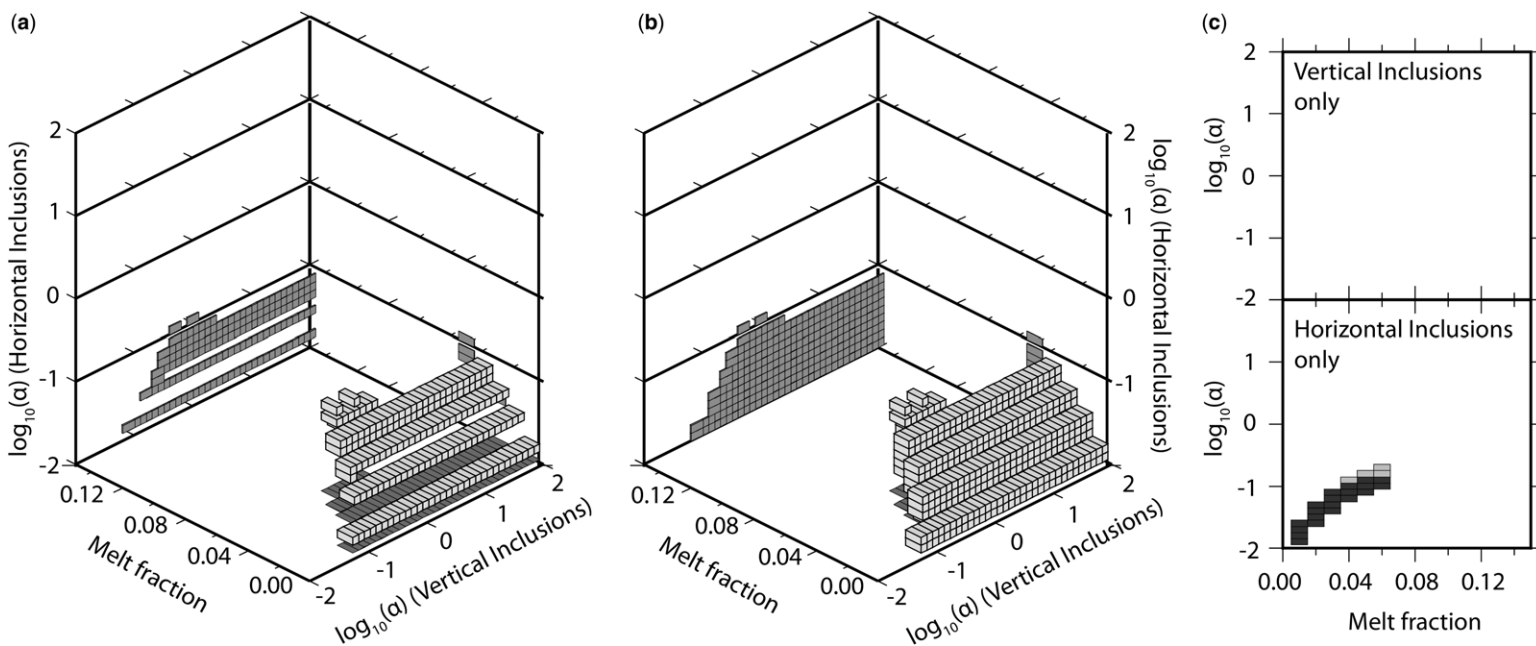 (a)
log10(α) (Horizontal Inclusions)
2
1
0
-1
-2
0.12
0.08
0.04
0.00
Melt fraction
-2
-1
0
1
2
log10(α) (Vertical Inclusions)
(b)
2
1
0
-1
log10(α) (Horizontal Inclusions)
0.12
0.08
0.04
0.00
Melt fraction
-2
-1
0
1
2
log10(α) (Vertical Inclusions)
(c)
Vertical Inclusions
only
2
1
0
-1
-2
log10(α)
Horizontal Inclusions
only
1
0
-1
-2
log10(α)
0.00
0.04
0.08
0.12
Melt fraction